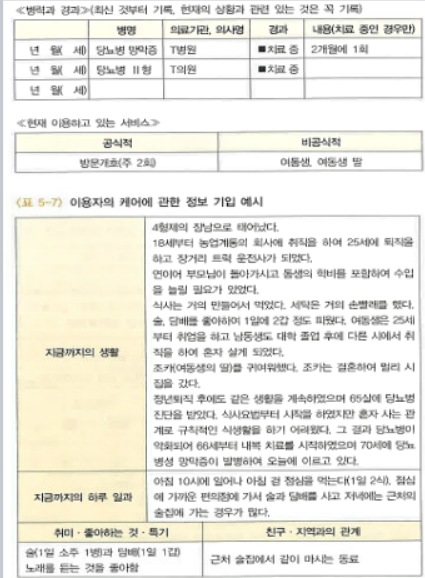 ≪병력과 경과≫(최신 것부터 기록, 현재의 상황과 관련 있는 것은 꼭 기록)
병명 의료기관, 의사명 경과 내용(치료 중인 경우만)
년 월( 세) 당뇨병 망막증 T병원 ■치료 중 2개월에 1회
년 월( 세) 당뇨병 Ⅱ형 T의원 ■치료 중
년 월( 세)
≪현재 이용하고 있는 서비스≫
공식적 비공식적
방문개호(주 2회) 여동생, 여동생 딸
〈표 5-7〉 이용자의 케어에 관한 정보 기입 예시
지금까지의 생활
4형제의 장남으로 태어났다.
18세부터 농업계통의 회사에 취직을 하여 25세에 퇴직을
하고 장거리 트럭 운전사가 되었다.
연이어 부모님이 돌아가시고 동생의 학비를 포함하여 수입
을 늘릴 필요가 있었다.
식사는 거의 만들어서 먹었다. 세탁은 거의 손빨래를 했다.
술, 담배를 좋아하여 1일에 2갑 정도 피웠다. 여동생은 25세
부터 취업을 하고 남동생도 대학 졸업 후에 다른 시에서 취
직을 하여 혼자 살게 되었다.
조카(여동생의 딸)를 귀여워했다. 조카는 결혼하여 멀리 시
집을 갔다.
정년퇴직 후에도 같은 생활을 계속하였으며 65살에 당뇨병
진단을 받았다. 식사요법부터 시작을 하였지만 혼자 사는 관
계로 규칙적인 식생활을 하기 어려웠다. 그 결과 당뇨병이
악화되어 66세부터 내복 치료를 시작하였으며 70세에 당뇨
병성 망막증이 발병하여 오늘에 이르고 있다.
지금까지의 하루 일과
아침 10시에 일어나 아침 겸 점심을 먹는다(1일 2식). 점심
에 가까운 편의점에 가서 술과 담배를 사고 저녁에는 근처의
술집에 가는 경우가 많다.
취미·좋아하는 것·특기 친구·지역과의 관계
술(1일 소주 1병)과 담배(1일 1갑)
노래를 듣는 것을 좋아함
근처 술집에서 같이 마시는 동료